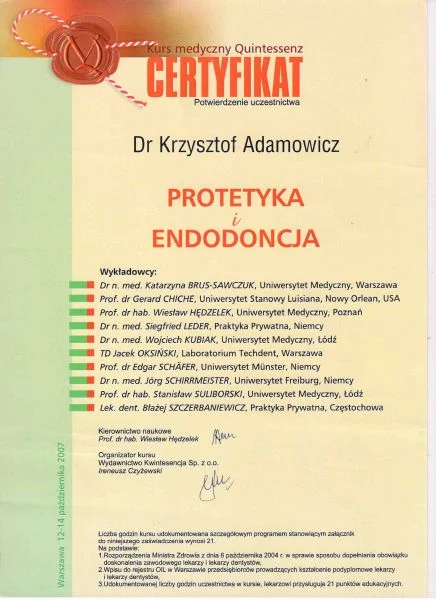 Kurs medyczny Quintessenz
CERTYFIKAT
Potwierdzenie uczestnictwa
Dr Krzysztof Adamowicz
PROTETYKA
i
ENDODONCJA
Wykładowcy:
Dr n. med. Katarzyna BRUS-SAWCZUK, Uniwersytet Medyczny, Warszawa
Prof. dr Gerard CHICHE, Uniwersytet Stanowy Luisiana, Nowy Orlean, USA
Prof. dr hab. Wiesław HĘDZELEK, Uniwersytet Medyczny, Poznań
Dr n. med. Siegfried LEDER, Praktyka Prywatna, Niemcy
Dr n. med. Wojciech KUBIAK, Uniwersytet Medyczny, Łódź
TD Jacek OKSIŃSKI, Laboratorium Techdent, Warszawa
Prof. dr Edgar SCHÄFER, Uniwersytet Münster, Niemcy
Dr n. med. Jörg SCHIRRMEISTER, Uniwersytet Freiburg, Niemcy
Prof. dr hab. Stanisław SULIBORSKI, Uniwersytet Medyczny, Łódź
Lek. dent. Błażej SZCZERBANIEWICZ, Praktyka Prywatna, Częstochowa
Kierownictwo naukowe
Prof. dr hab. Wiesław Hędzelek
Organizator kursu
Wydawnictwo Kwintesencja Sp. z o.o.
Ireneusz Czyżewski
Warszawa 12-14 października 2007
Liczba godzin kursu udokumentowana szczegółowym programem stanowiącym załącznik
do niniejszego zaświadczenia wynosi 21.
Na podstawie:
1.Rozporządzenia Ministra Zdrowia z dnia 6 października 2004 r. w sprawie sposobu dopełniania obowiązku
doskonalenia zawodowego lekarzy i lekarzy dentystów,
2.Wpisu do rejestru OIL w Warszawie przedsiębiorców prowadzących kształcenie podyplomowe lekarzy
i lekarzy dentystów,
3.Udokumentowanej liczby godzin uczestnictwa w kursie, lekarzowi przysługuje 21 punktów edukacyjnych.